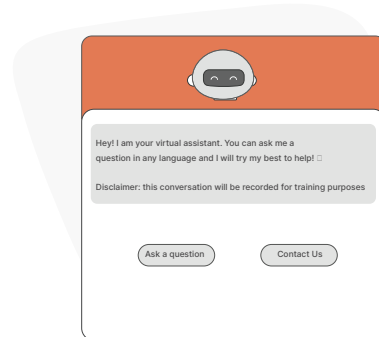 Hey! I am your virtual assistant. You can ask me a
question in any language and I will try my best to help! 
Disclaimer: this conversation will be recorded for training purposes
Ask a question
Contact Us